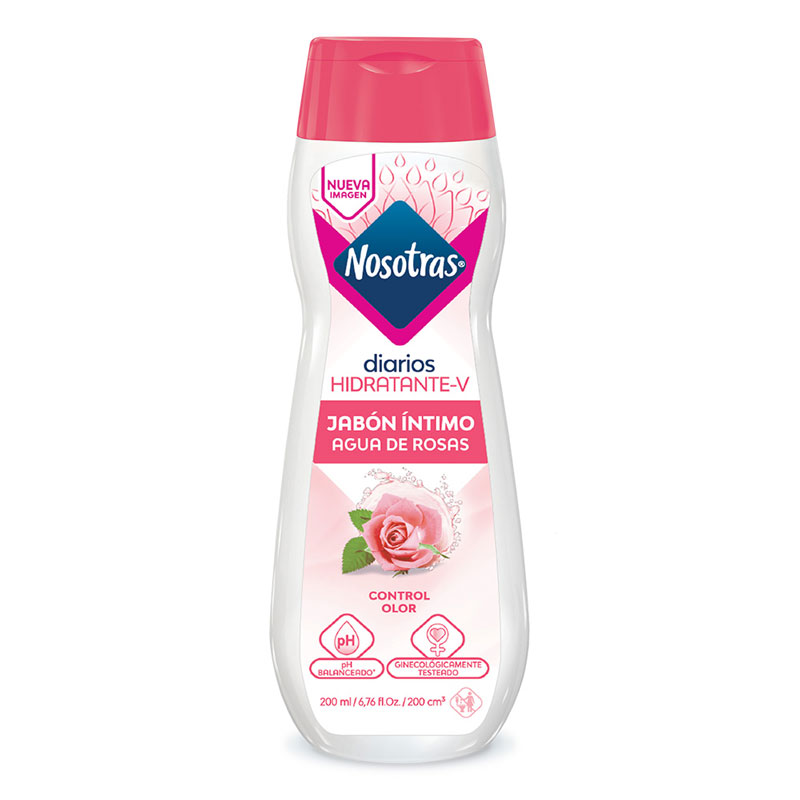 NUEVA
IMAGEN
Nosotras®
diarios
HIDRATANTE-V
JABÓN ÍNTIMO
AGUA DE ROSAS
CONTROL
OLOR
pH
pH
BALANCEADO*
GINECOLÓGICAMENTE
TESTEADO
200 ml / 6,76 fl.Oz. / 200 cm³